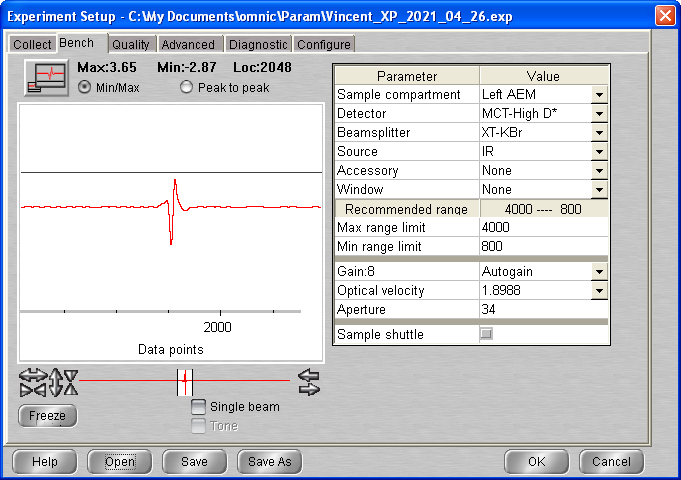 Experiment Setup - C:\My Documents\omnic\Param\Vincent_XP_2021_04_26.exp
Collect Bench Quality Advanced Diagnostic Configure
Max:3.65 Min:-2.87 Loc:2048
Min/Max Peak to peak
2000
Data points
Single beam
Tone
Freeze
Parameter Value
Sample compartment Left AEM
Detector MCT-High D*
Beamsplitter XT-KBr
Source IR
Accessory None
Window None
Recommended range 4000 ---- 800
Max range limit 4000
Min range limit 800
Gain:8 Autogain
Optical velocity 1.8988
Aperture 34
Sample shuttle
Help Open Save Save As OK Cancel